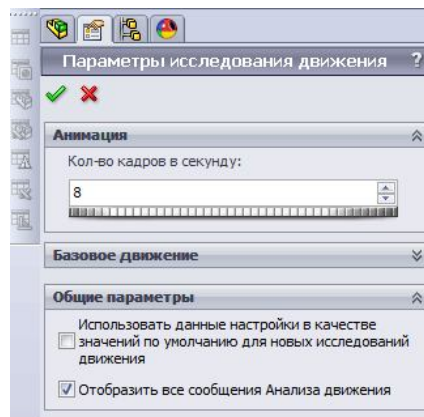 Параметры исследования движения ?
Анимация
Кол-во кадров в секунду:
8
Базовое движение
Общие параметры
Использовать данные настройки в качестве
значений по умолчанию для новых исследований
движения
Отобразить все сообщения Анализа движения